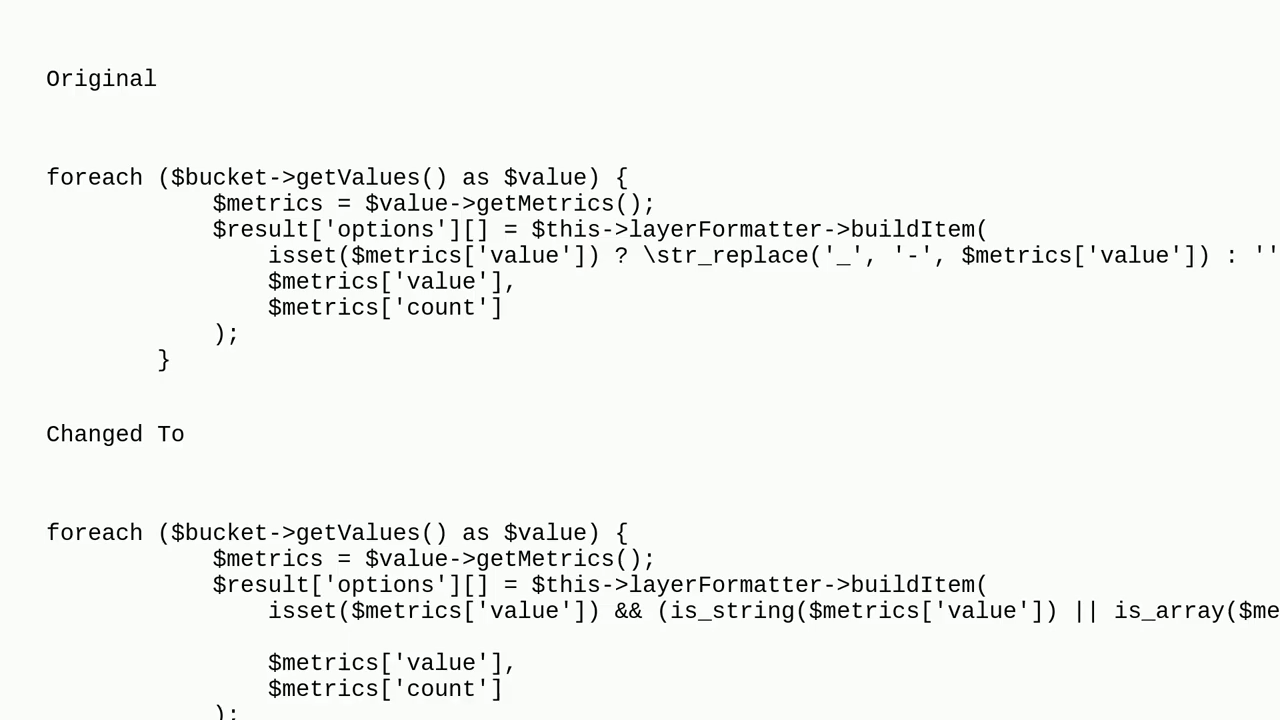 Original
foreach ($bucket->getValues() as $value) {
            $metrics = $value->getMetrics();
            $result['options'][] = $this->layerFormatter->buildItem(
                isset($metrics['value']) ? \str_replace('_', '-', $metrics['value']) : ''
                $metrics['value'],
                $metrics['count']
            );
        }
Changed To
foreach ($bucket->getValues() as $value) {
            $metrics = $value->getMetrics();
            $result['options'][] = $this->layerFormatter->buildItem(
                isset($metrics['value']) && (is_string($metrics['value']) || is_array($me
                $metrics['value'],
                $metrics['count']
            );